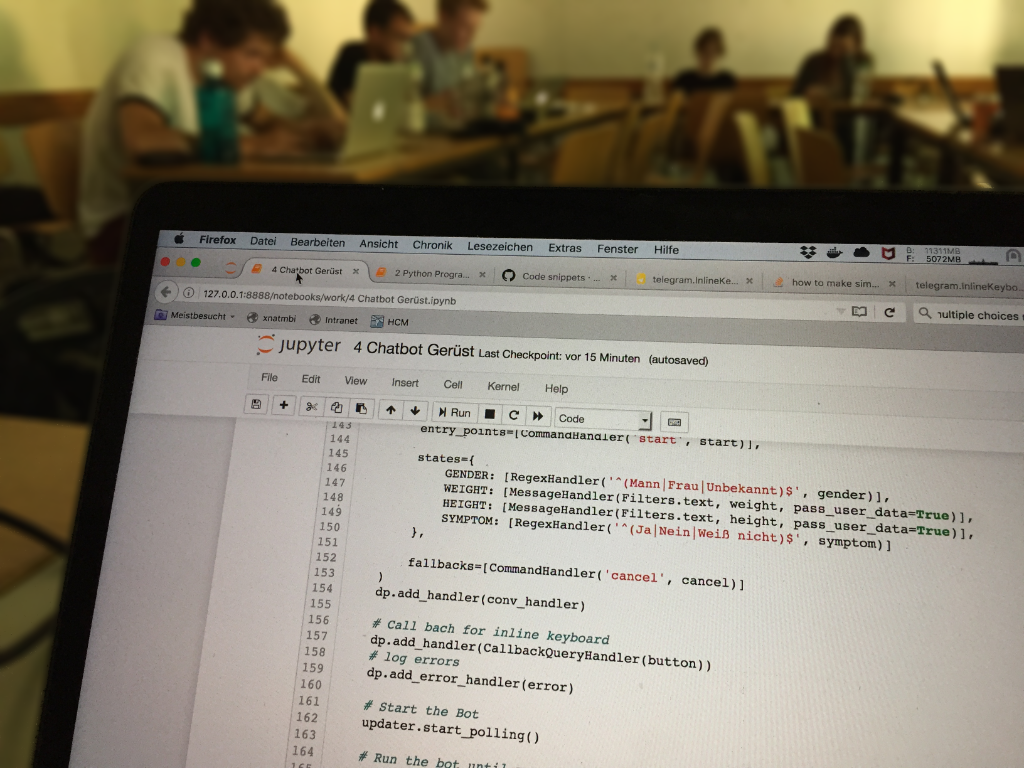 Firefox Datei Bearbeiten Ansicht Chronik Lesezeichen Extras Fenster Hilfe
B: 11311MB
F: 5072MB
4 Chatbot Gerüst × 2 Python Progra... × Code snippets · ... × telegram.InlineKe... × how to make sim... × telegram.InlineKeybo...
127.0.0.1:8888/notebooks/work/4 Chatbot Gerüst.ipynb
ultiple choices
Meistbesucht xnatmbi Intranet HCM
jupyter 4 Chatbot Gerüst Last Checkpoint: vor 15 Minuten (autosaved)
File Edit View Insert Cell Kernel Help
Run Code
143
144 entry_points=[CommandHandler('start', start)],
145
146 states={
147 GENDER: [RegexHandler('^(Mann|Frau|Unbekannt)$', gender)],
148 WEIGHT: [MessageHandler(Filters.text, weight, pass_user_data=True)],
149 HEIGHT: [MessageHandler(Filters.text, height, pass_user_data=True)],
150 SYMPTOM: [RegexHandler('^(Ja|Nein|Weiß nicht)$', symptom)]
151 },
152
153 fallbacks=[CommandHandler('cancel', cancel)]
154 )
155 dp.add_handler(conv_handler)
156
157 # Call bach for inline keyboard
158 dp.add_handler(CallbackQueryHandler(button))
159 # log errors
160 dp.add_error_handler(error)
161
162 # Start the Bot
163 updater.start_polling()
164
165 # Run the bot until